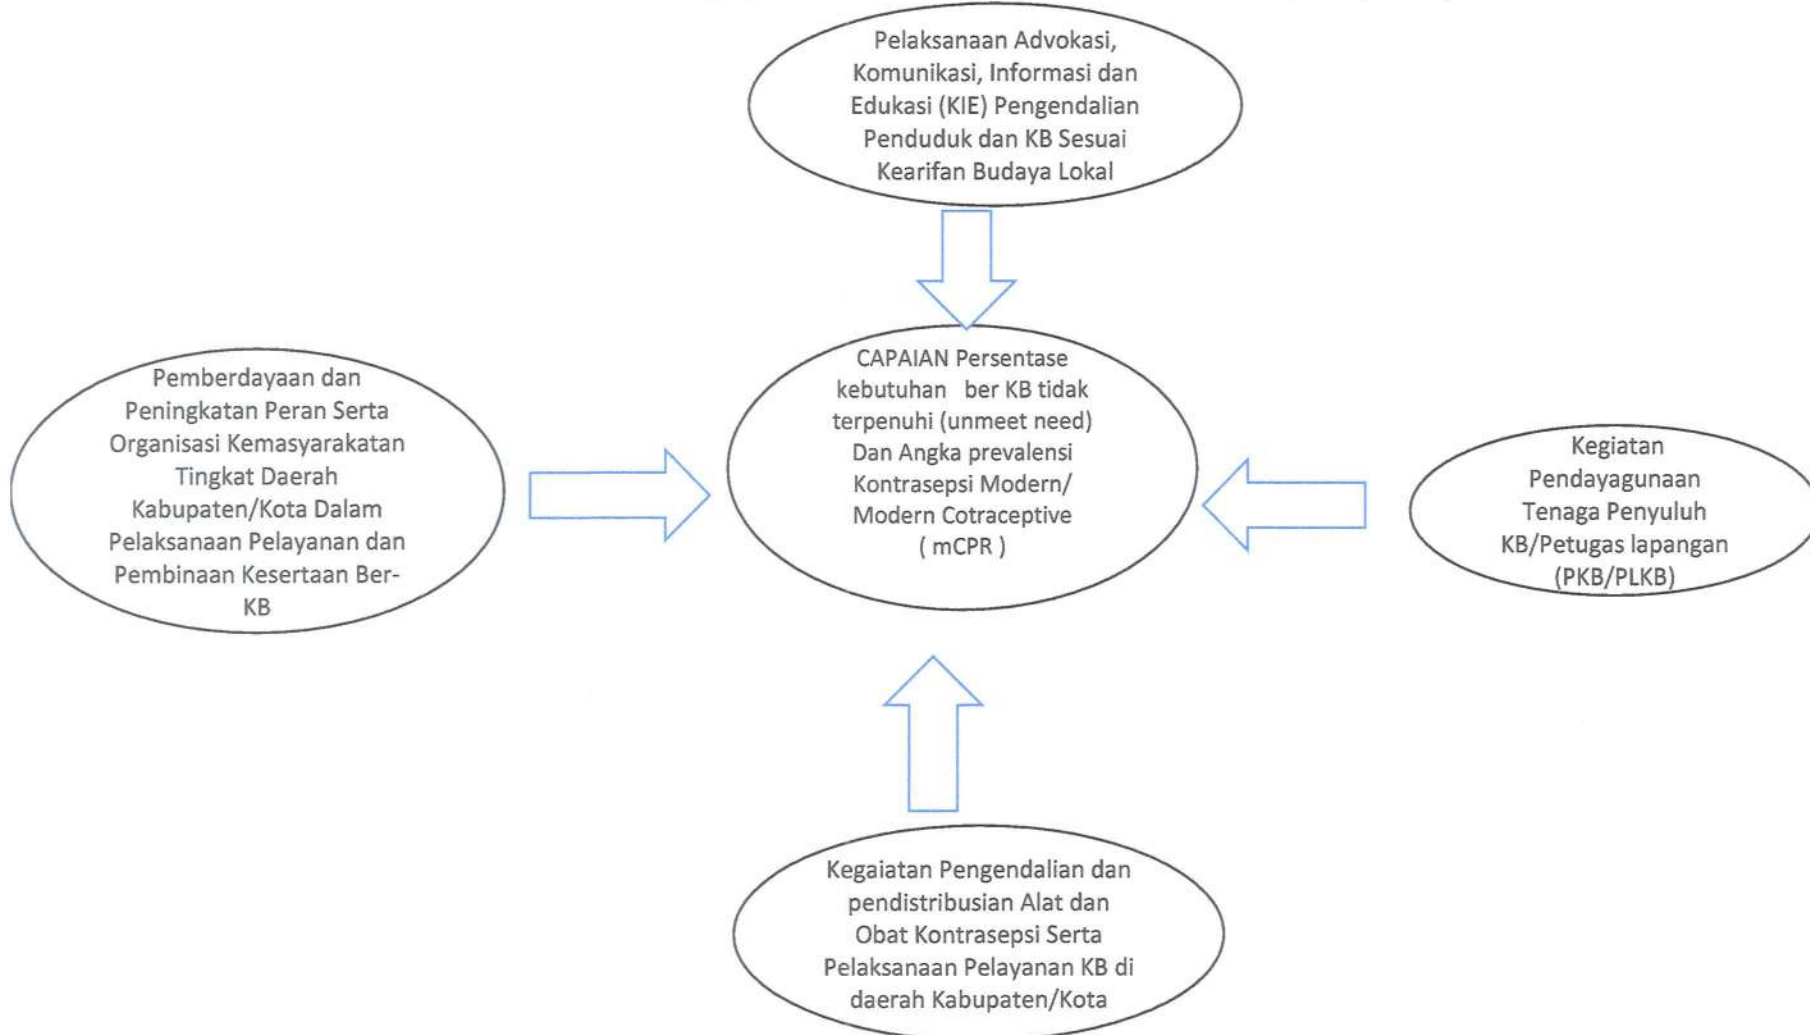 Pelaksanaan Advokasi,
Komunikasi, Informasi dan
Edukasi (KIE) Pengendalian
Penduduk dan KB Sesuai
Kearifan Budaya Lokal
Pemberdayaan dan
Peningkatan Peran Serta
Organisasi Kemasyarakatan
Tingkat Daerah
Kabupaten/Kota Dalam
Pelaksanaan Pelayanan dan
Pembinaan Kesertaan Ber-
KB
CAPAIAN Persentase
kebutuhan ber KB tidak
terpenuhi (unmeet need)
Dan Angka prevalensi
Kontrasepsi Modern/
Modern Cotraceptive
( mCPR )
Kegiatan
Pendayagunaan
Tenaga Penyuluh
KB/Petugas lapangan
(PKB/PLKB)
Kegaiatan Pengendalian dan
pendistribusian Alat dan
Obat Kontrasepsi Serta
Pelaksanaan Pelayanan KB di
daerah Kabupaten/Kota